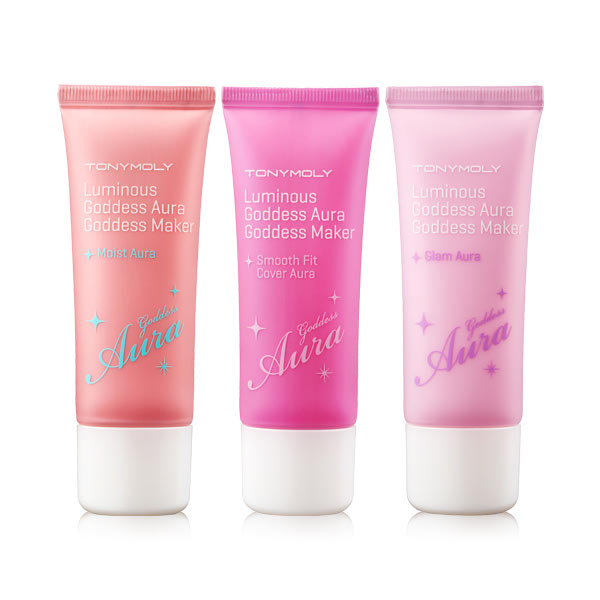 TONYMOLY
Luminous
Goddess Aura
Goddess Maker
Moist Aura
Goddess
Aura
TONYMOLY
Luminous
Goddess Aura
Goddess Maker
Smooth Fit
Cover Aura
Goddess
Aura
TONYMOLY
Luminous
Goddess Aura
Goddess Maker
Glam Aura
Goddess
Aura